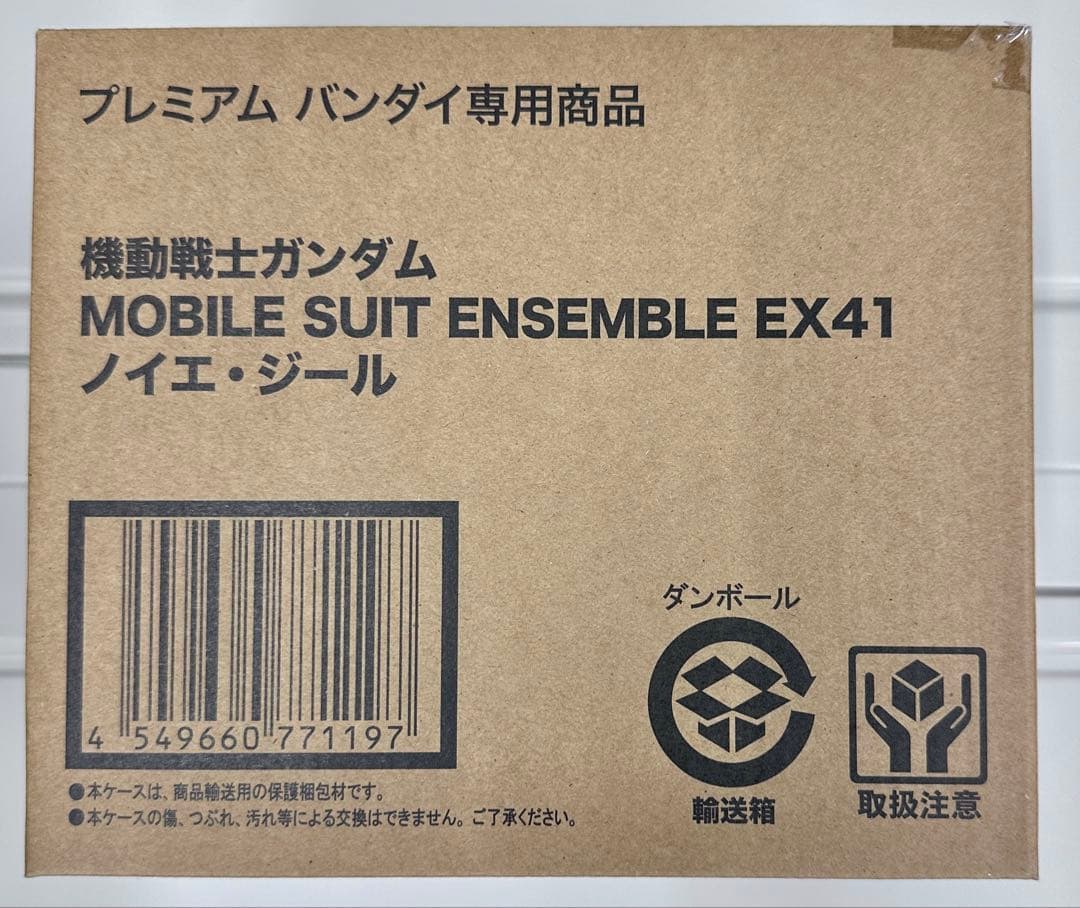 プレミアム バンダイ専用商品
機動戦士ガンダム
MOBILE SUIT ENSEMBLE EX41
ノイエ・ジール
4 549660 771197
●本ケースは、商品輸送用の保護梱包材です。
●本ケースの傷、つぶれ、汚れ等による交換はできません。ご了承ください。
ダンボール
輸送箱
取扱注意